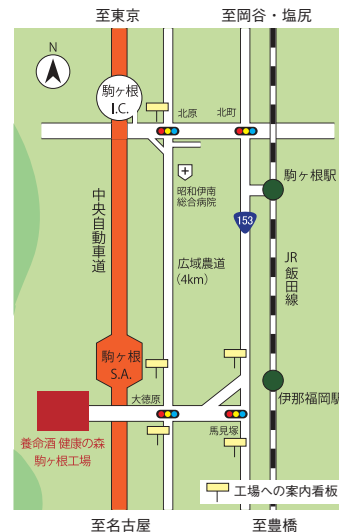 至東京
至岡谷・塩尻
N
駒ヶ根
I.C.
北原
北町
昭和伊南
総合病院
駒ヶ根駅
中央自動車道
153
広域農道
(4km)
JR
飯田線
駒ヶ根
S.A.
大徳原
伊那福岡駅
馬見塚
養命酒 健康の森
駒ヶ根工場
工場への案内看板
至名古屋
至豊橋